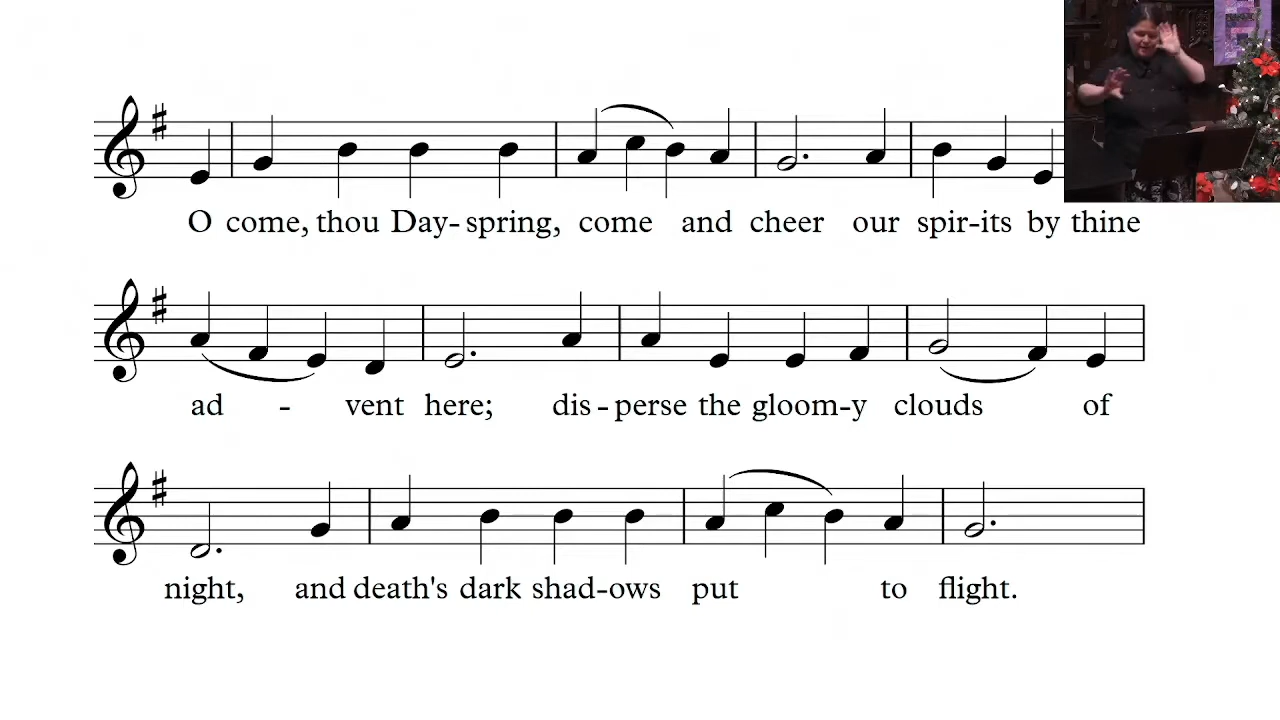 O come, thou Day- spring, come and cheer our spir-its by thine
ad - vent here; dis - perse the gloom-y clouds of
night, and death's dark shad-ows put to flight.